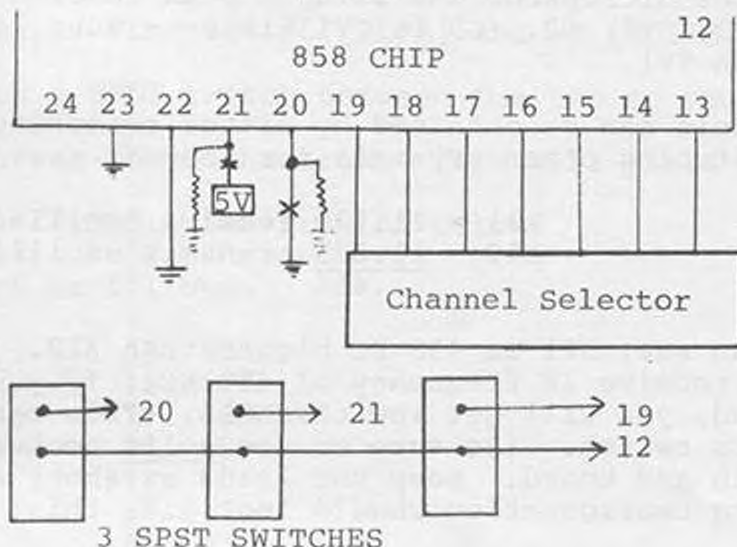 12
858 CHIP
24 23 22 21 20 19 18 17 16 15 14 13
5V
Channel Selector
20 21 19
12
3 SPST SWITCHES